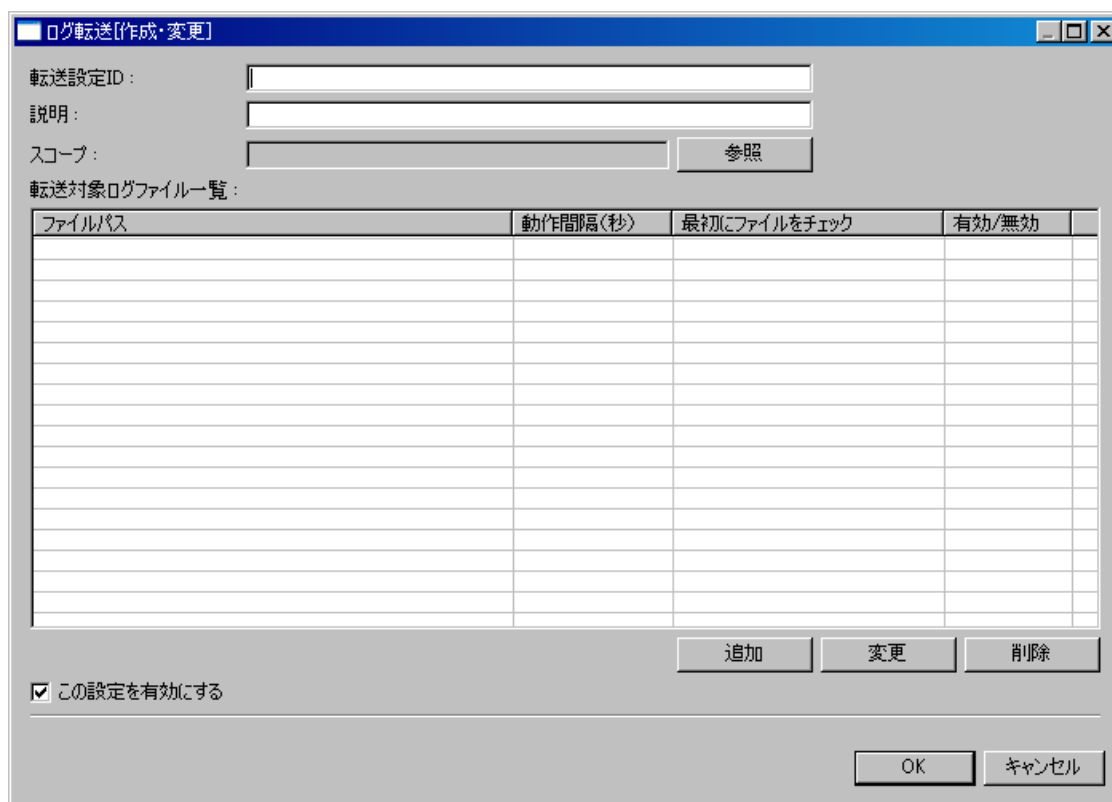 ログ転送[作成・変更]
転送設定ID：
説明：
スコープ：
参照
転送対象ログファイル一覧：
ファイルパス 動作間隔(秒) 最初にファイルをチェック 有効/無効
追加 変更 削除
この設定を有効にする
OK キャンセル